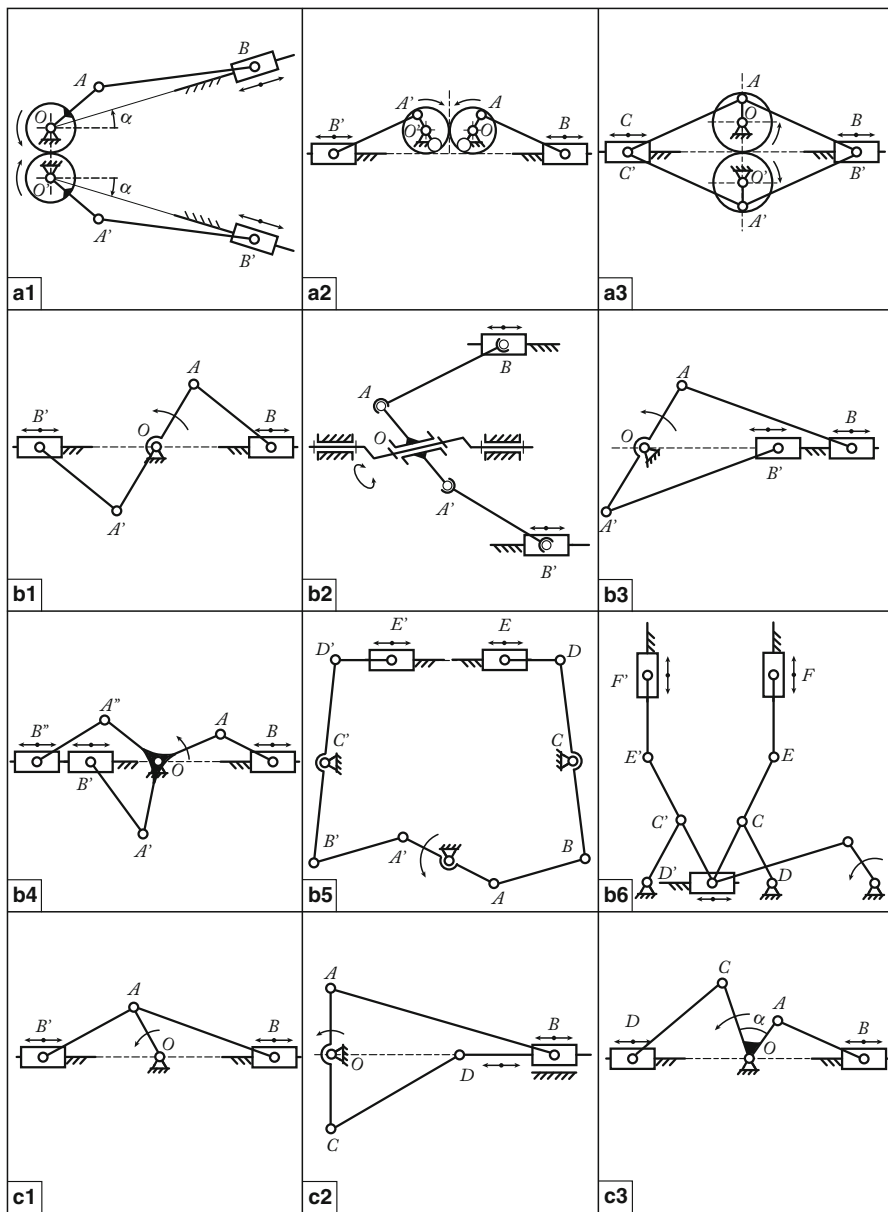 B
A
O
α
α
O'
A'
B'
a1
A' A
B' O' O B
a2
A
C O B
C' O' B'
A'
a3
A
B' O B
A'
b1
B
A
O
A'
B'
b2
A
O B
B'
A'
b3
A" A
B" B
B' O
A'
b4
E' E
D' D
C' C
B' A' B
A
b5
F' F
E' E
C' C
D' D
b6
A
B' B
O
c1
A
B
O D
C
c2
C
D α A
O B
c3